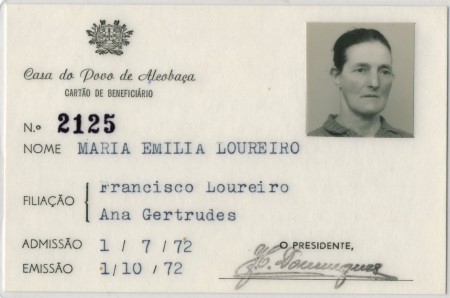 Casa do Povo de Alcobaça
CARTÃO DE BENEFICIÁRIO
N.º 2125
NOME MARIA EMILIA LOUREIRO
FILIAÇÃO { Francisco Loureiro
Ana Gertrudes
ADMISSÃO 1 / 7 / 72
O PRESIDENTE,
EMISSÃO 1/10 / 72